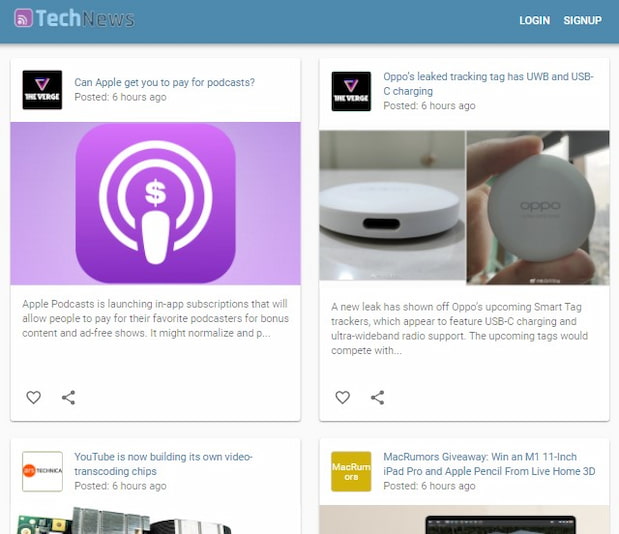 TechNews
LOGIN SIGNUP
THE VERGE
Can Apple get you to pay for podcasts?
Posted: 6 hours ago
$
Apple Podcasts is launching in-app subscriptions that will
allow people to pay for their favorite podcasters for bonus
content and ad-free shows. It might normalize and p...
THE VERGE
Oppo's leaked tracking tag has UWB and USB-
C charging
Posted: 6 hours ago
oppo
A new leak has shown off Oppo's upcoming Smart Tag
trackers, which appear to feature USB-C charging and
ultra-wideband radio support. The upcoming tags would
compete with...
ars TECHNICA
YouTube is now building its own video-
transcoding chips
Posted: 6 hours ago
MacRum
ors
MacRumors Giveaway: Win an M1 11-Inch
iPad Pro and Apple Pencil From Live Home 3D
Posted: 6 hours ago